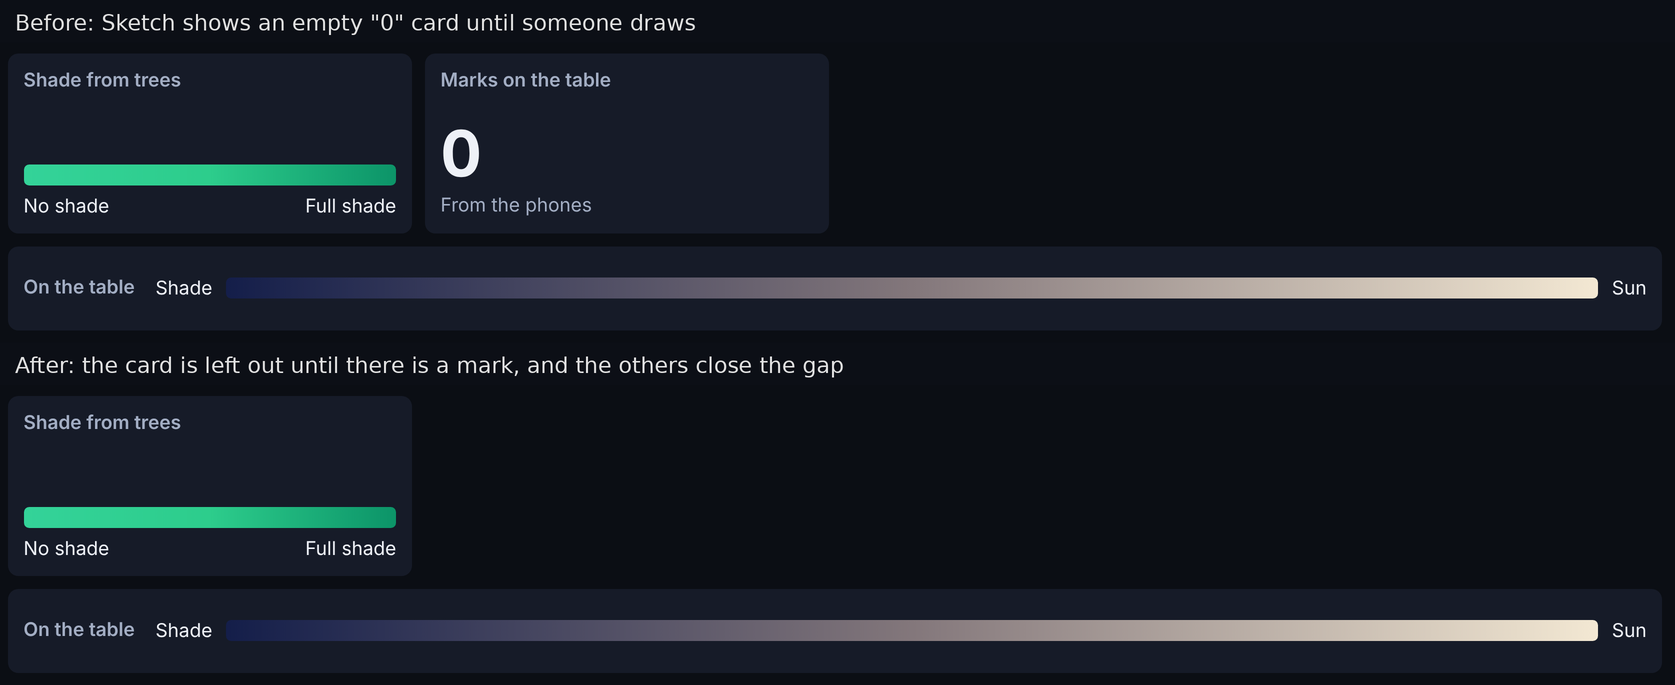 Before: Sketch shows an empty "0" card until someone draws
Shade from trees
No shade Full shade
Marks on the table
0
From the phones
On the table Shade Sun
After: the card is left out until there is a mark, and the others close the gap
Shade from trees
No shade Full shade
On the table Shade Sun